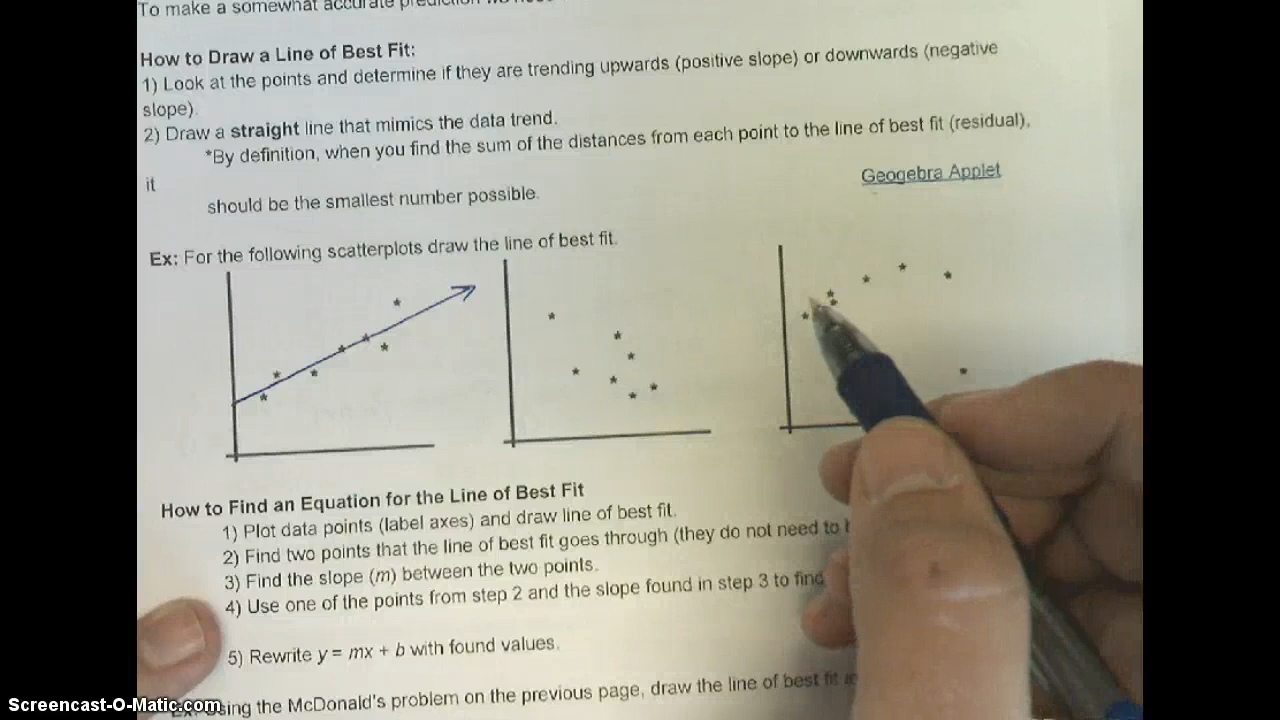 To make a somewhat accurate
How to Draw a Line of Best Fit:
1) Look at the points and determine if they are trending upwards (positive slope) or downwards (negative
slope).
2) Draw a straight line that mimics the data trend.
*By definition, when you find the sum of the distances from each point to the line of best fit (residual),
it
Geogebra Applet
should be the smallest number possible.
Ex: For the following scatterplots draw the line of best fit.
How to Find an Equation for the Line of Best Fit
1) Plot data points (label axes) and draw line of best fit.
2) Find two points that the line of best fit goes through (they do not need to
3) Find the slope (m) between the two points.
4) Use one of the points from step 2 and the slope found in step 3 to find
5) Rewrite y = mx + b with found values.
the McDonald's problem on the previous page, draw the line of best fit
Screencast-O-Matic.com